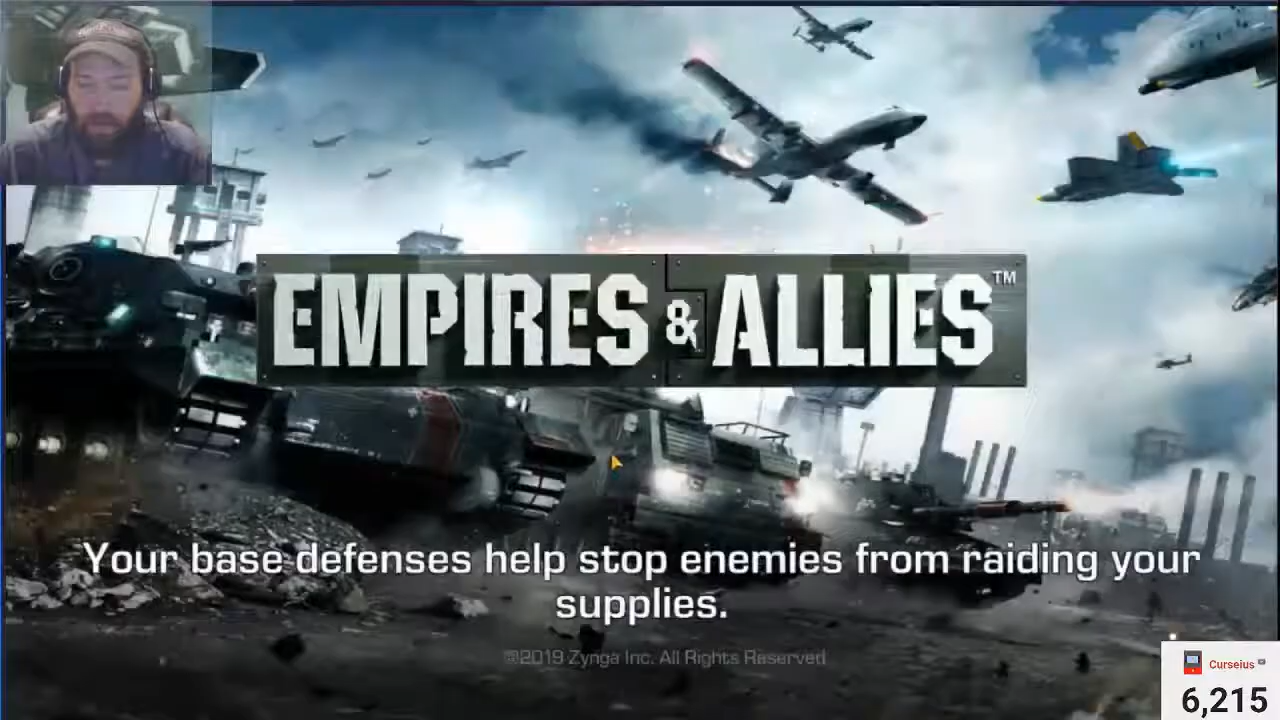 EMPIRES & ALLIES™
Your base defenses help stop enemies from raiding your
supplies.
©2019 Zynga Inc. All Rights Reserved
Curseius
6,215